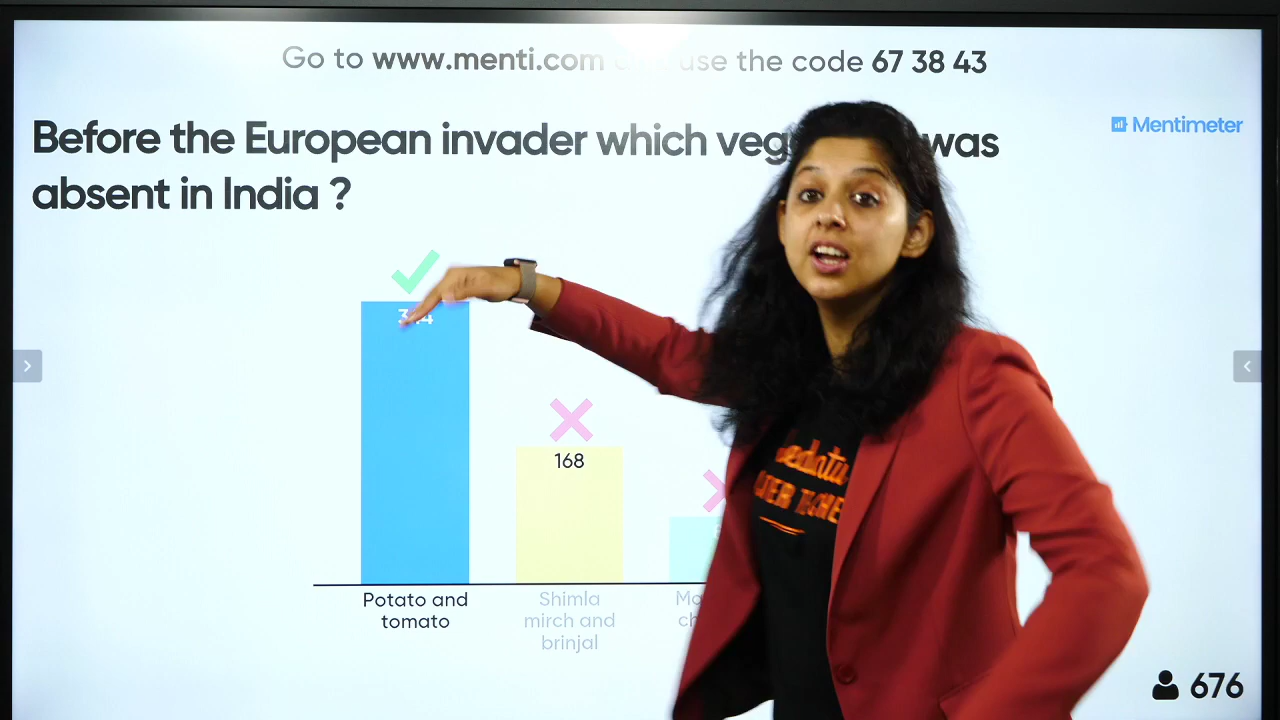 Go to www.menti.com use the code 67 38 43
Mentimeter
Before the European invader which was
absent in India ?
168
Potato and
tomato
Shimla
mirch and
brinjal
676